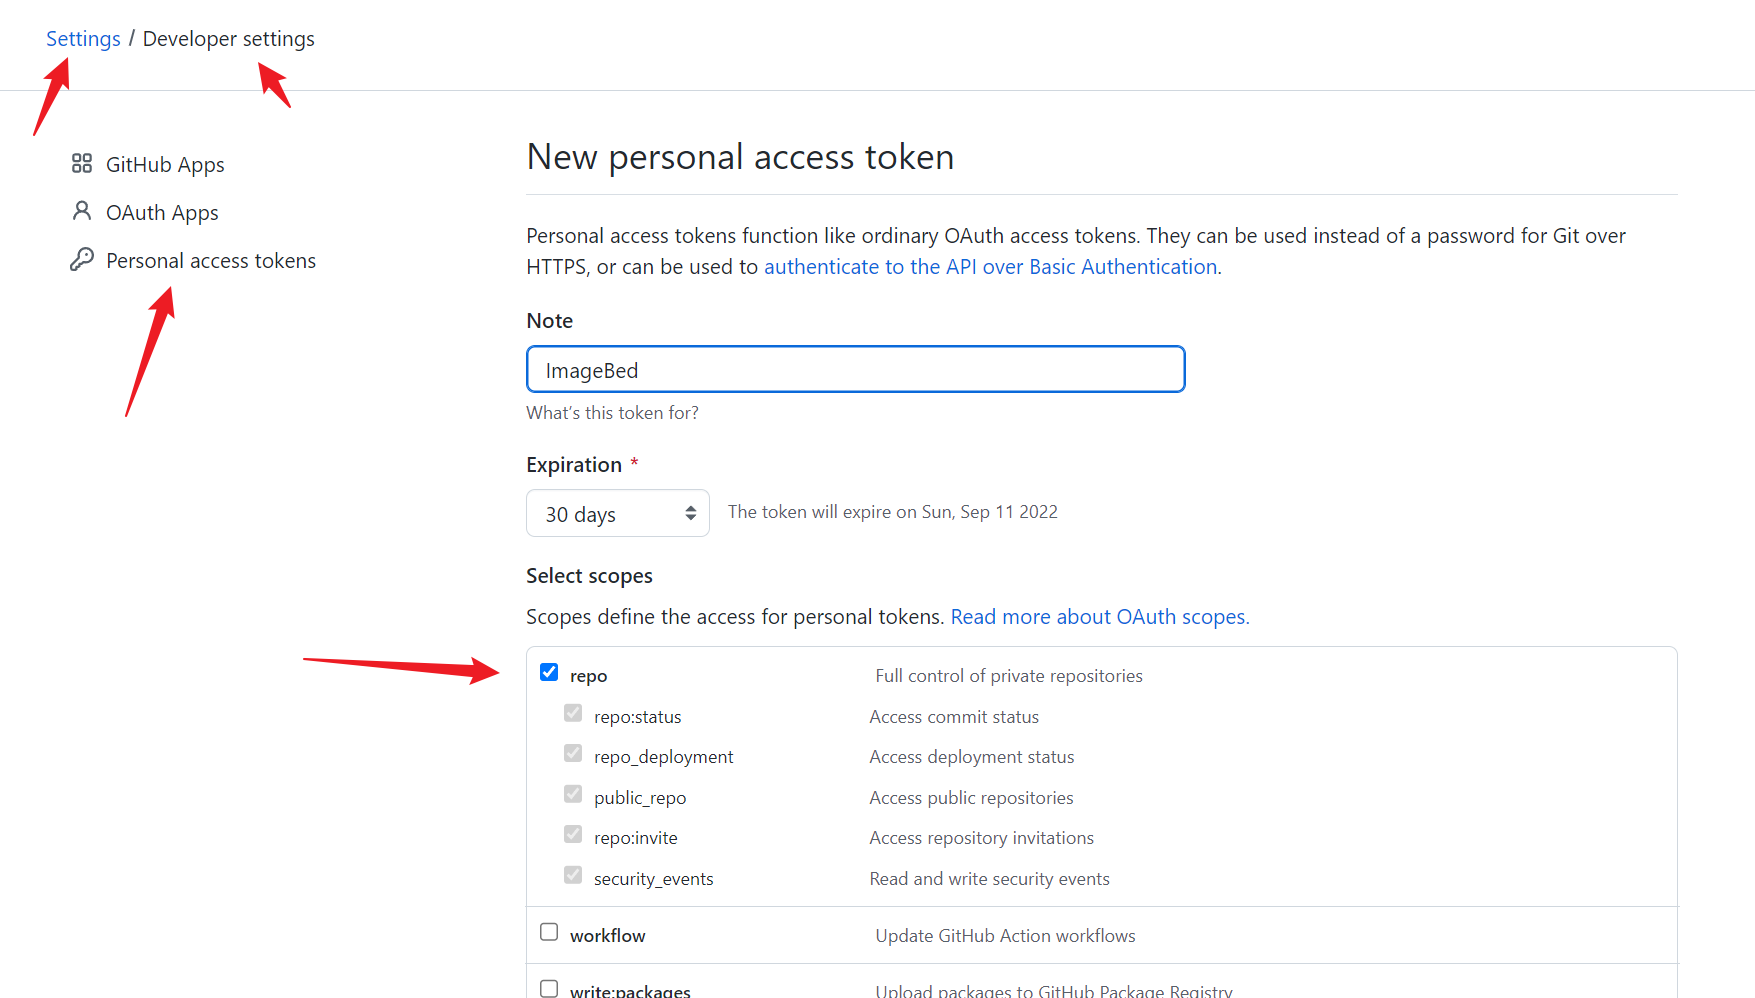 Settings / Developer settings
GitHub Apps
OAuth Apps
Personal access tokens
New personal access token
Personal access tokens function like ordinary OAuth access tokens. They can be used instead of a password for Git over
HTTPS, or can be used to authenticate to the API over Basic Authentication.
Note
ImageBed
What's this token for?
Expiration *
30 days The token will expire on Sun, Sep 11 2022
Select scopes
Scopes define the access for personal tokens. Read more about OAuth scopes.
repo Full control of private repositories
repo:status Access commit status
repo_deployment Access deployment status
public_repo Access public repositories
repo:invite Access repository invitations
security_events Read and write security events
workflow Update GitHub Action workflows
write:packages Upload packages to GitHub Package Registry